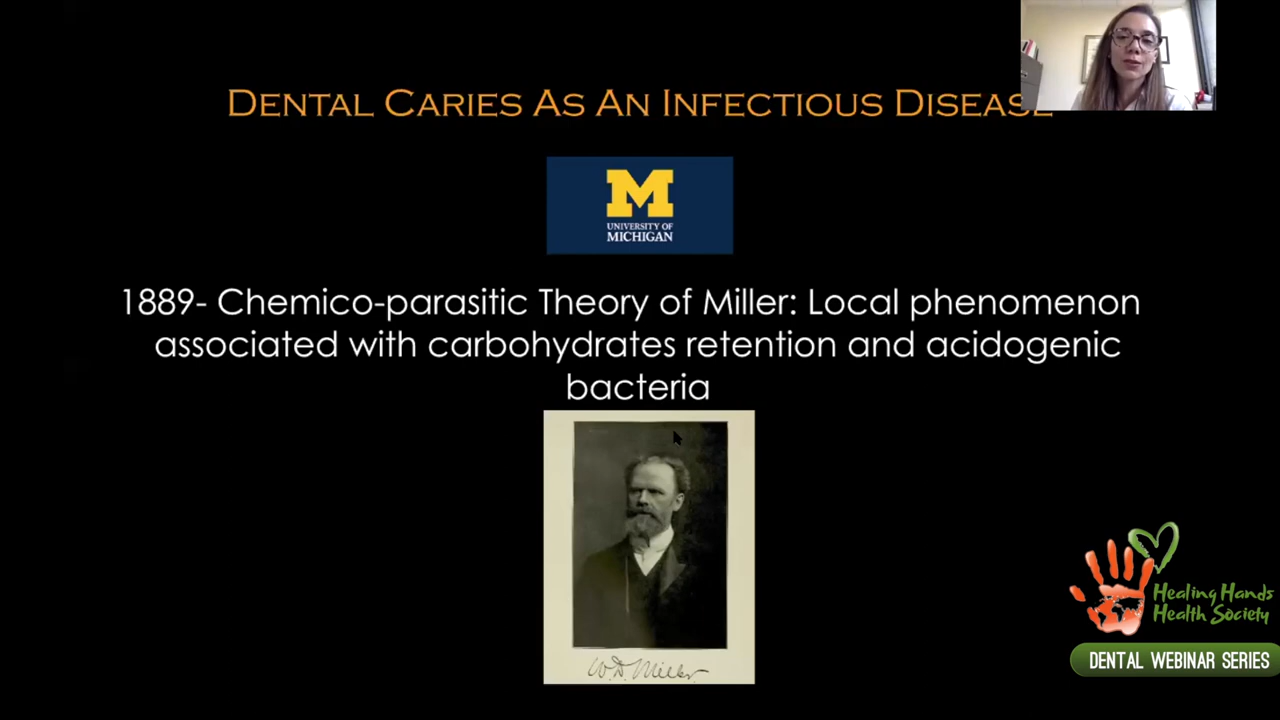 DENTAL CARIES AS AN INFECTIOUS DISEASE
M
UNIVERSITY OF
MICHIGAN
1889- Chemico-parasitic Theory of Miller: Local phenomenon
associated with carbohydrates retention and acidogenic
bacteria
W.D. Miller
Healing Hands
Health Society
DENTAL WEBINAR SERIES